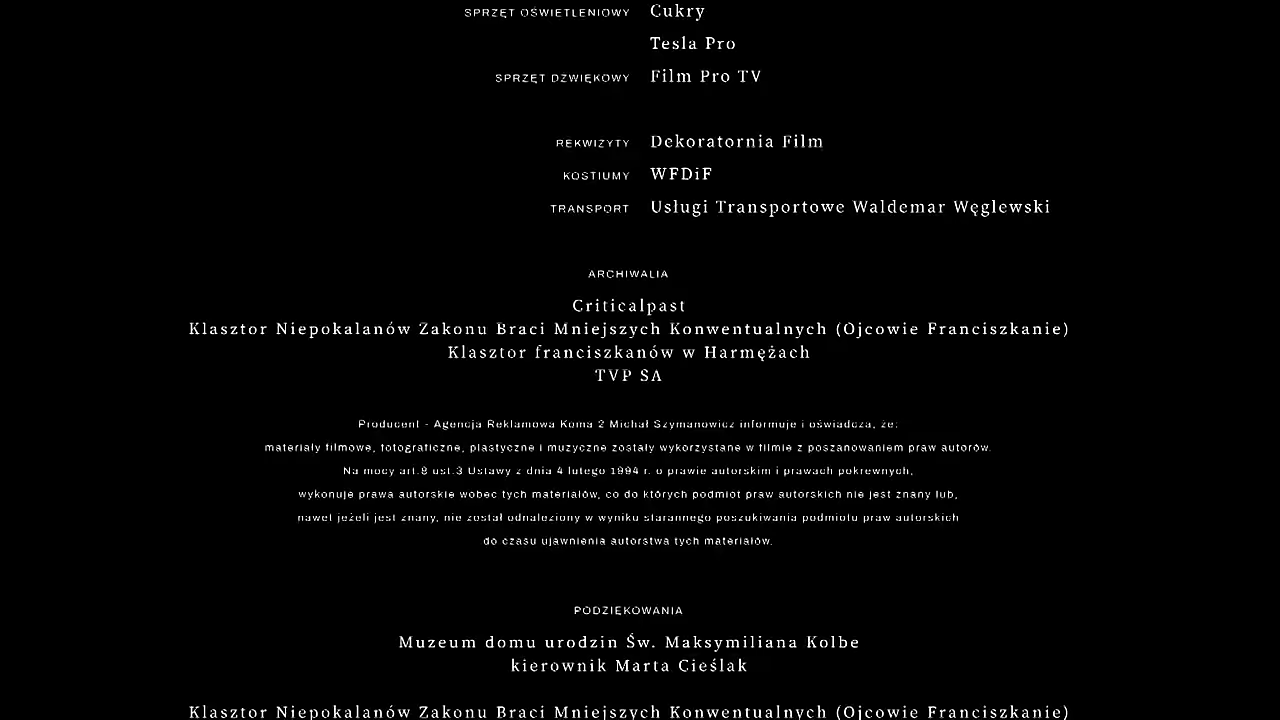 SPRZĘT OŚWIETLENIOWY Cukry
Tesla Pro
SPRZĘT DZWIĘKOWY Film Pro TV
REKWIZYTY Dekoratornia Film
KOSTIUMY WFDiF
TRANSPORT Usługi Transportowe Waldemar Węglewski
ARCHIWALIA
Criticalpast
Klasztor Niepokalanów Zakonu Braci Mniejszych Konwentualnych (Ojcowie Franciszkanie)
Klasztor franciszkanów w Harmężach
TVP SA
Producent - Agencja Reklamowa Koma 2 Michał Szymanowicz informuje i oświadcza, że:
materiały filmowe, fotograficzne, plastyczne i muzyczne zostały wykorzystane w filmie z poszanowaniem praw autorów.
Na mocy art.8 ust.3 Ustawy z dnia 4 lutego 1994 r. o prawie autorskim i prawach pokrewnych,
wykonuje prawa autorskie wobec tych materiałów, co do których podmiot praw autorskich nie jest znany lub,
nawet jeżeli jest znany, nie został odnaleziony w wyniku starannego poszukiwania podmiotu praw autorskich
do czasu ujawnienia autorstwa tych materiałów.
PODZIĘKOWANIA
Muzeum domu urodzin Św. Maksymiliana Kolbe
kierownik Marta Cieślak
Klasztor Niepokalanów Zakonu Braci Mniejszych Konwentualnych (Ojcowie Franciszkanie)